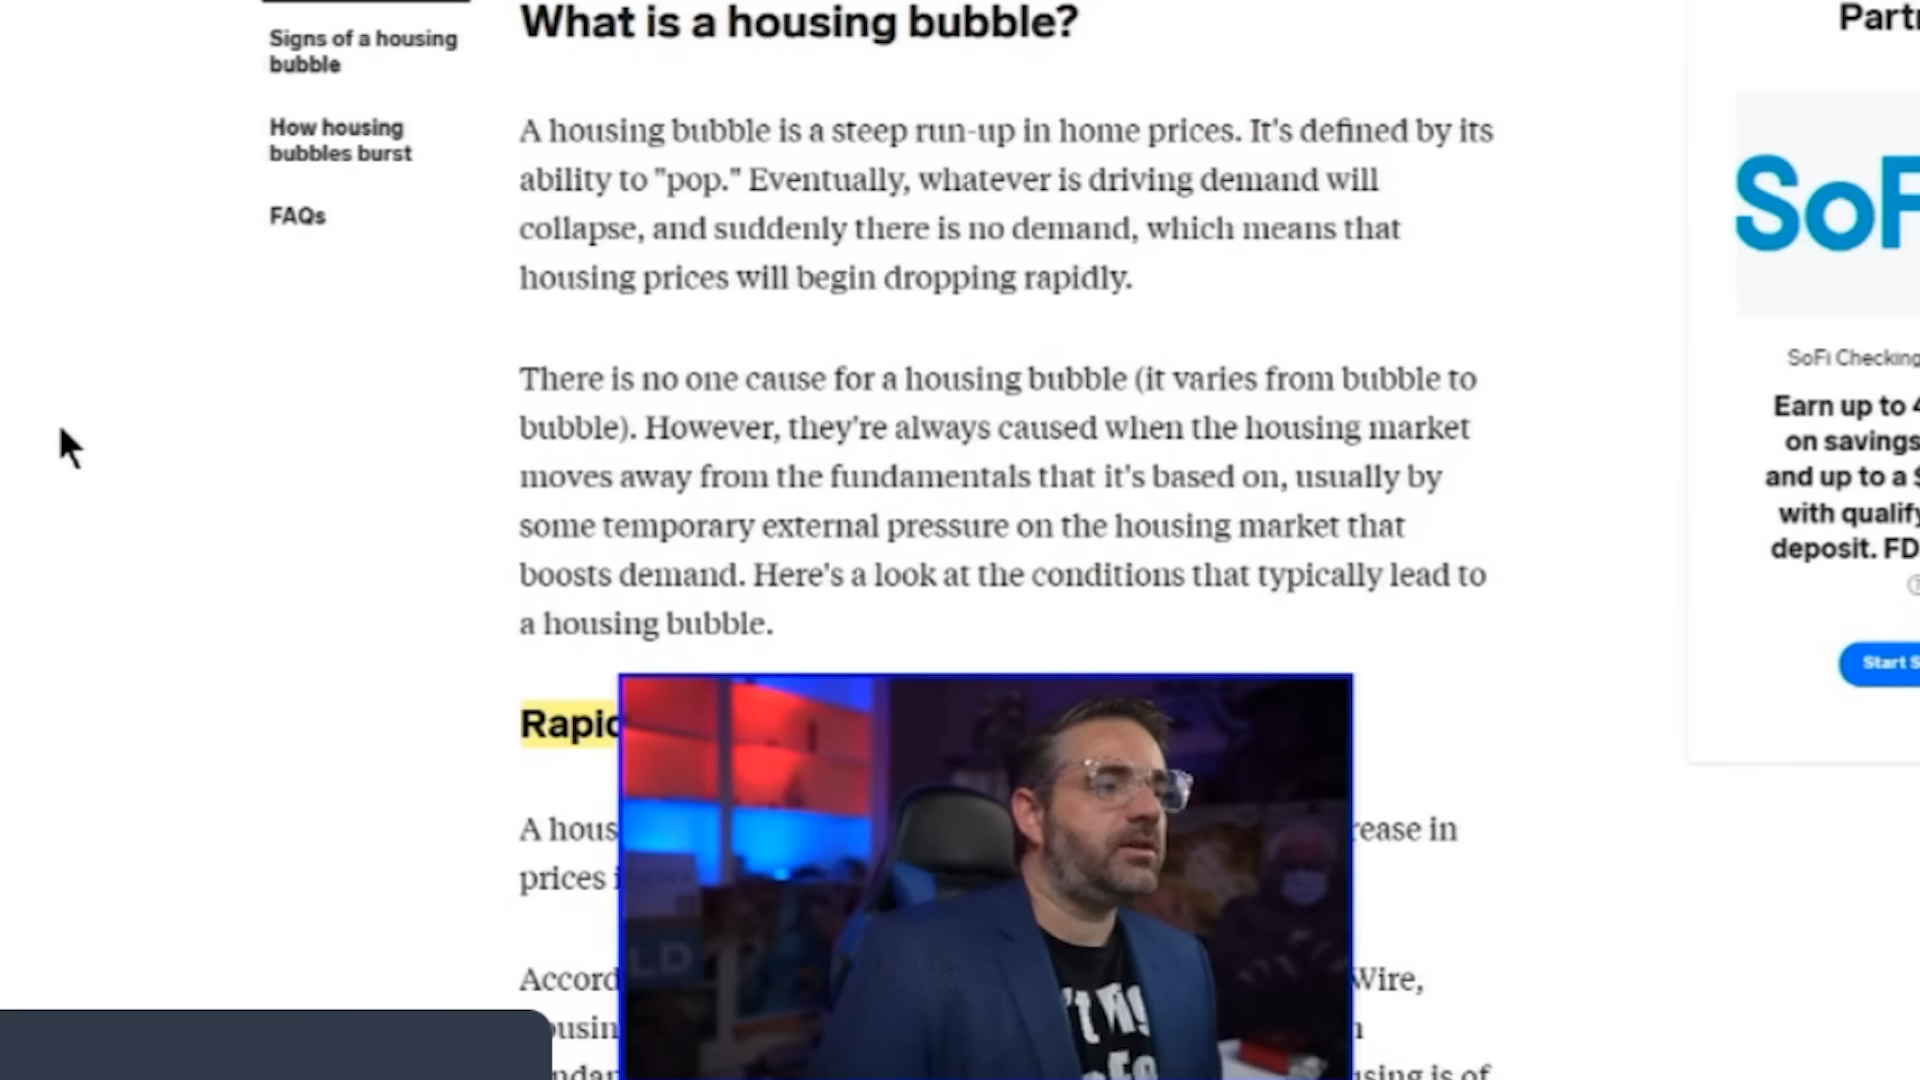 Signs of a housing
bubble
How housing
bubbles burst
FAQs
What is a housing bubble?
A housing bubble is a steep run-up in home prices. It's defined by its
ability to "pop." Eventually, whatever is driving demand will
collapse, and suddenly there is no demand, which means that
housing prices will begin dropping rapidly.
There is no one cause for a housing bubble (it varies from bubble to
bubble). However, they're always caused when the housing market
moves away from the fundamentals that it's based on, usually by
some temporary external pressure on the housing market that
boosts demand. Here's a look at the conditions that typically lead to
a housing bubble.
A
in
prices
Wire,
is of
SoFi Checking
Earn up to
on savings
and up to a
with
deposit.
Start